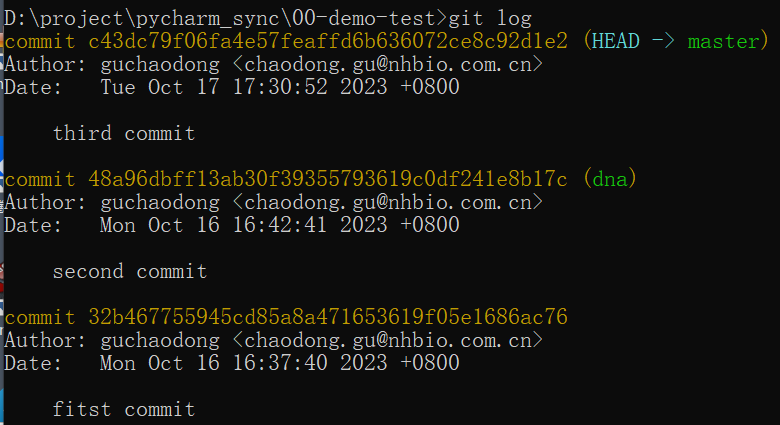 D:\project\pycharm_sync\00-demo-test>git log
commit c43dc79f06fa4e57feaffd6b636072ce8c92d1e2 (HEAD -> master)
Author: guchaodong <chaodong.gu@nhbio.com.cn>
Date:   Tue Oct 17 17:30:52 2023 +0800
third commit
commit 48a96dbff13ab30f39355793619c0df241e8b17c (dna)
Author: guchaodong <chaodong.gu@nhbio.com.cn>
Date:   Mon Oct 16 16:42:41 2023 +0800
second commit
commit 32b467755945cd85a8a471653619f05e1686ac76
Author: guchaodong <chaodong.gu@nhbio.com.cn>
Date:   Mon Oct 16 16:37:40 2023 +0800
fitst commit